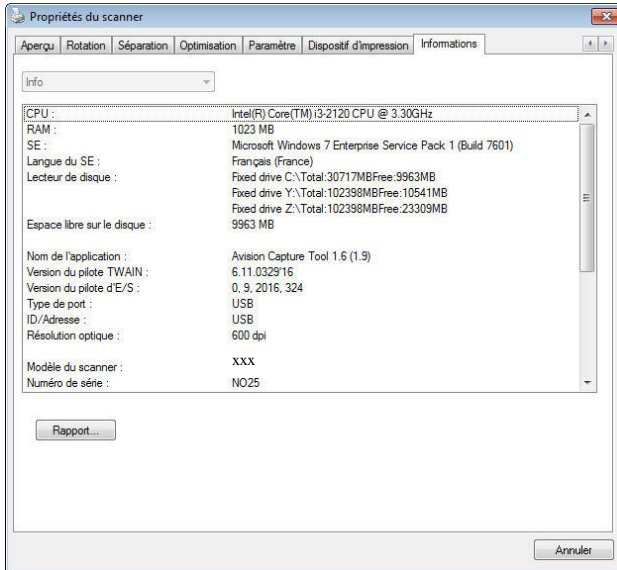 Propriétés du scanner
Aperçu Rotation Séparation Optimisation Paramètre Dispositif d'impression Informations
Info
CPU : Intel(R) Core(TM) i3-2120 CPU @ 3.30GHz
RAM : 1023 MB
SE : Microsoft Windows 7 Enterprise Service Pack 1 (Build 7601)
Langue du SE : Français (France)
Lecteur de disque : Fixed drive C:\Total:30717MBFree:9963MB
Fixed drive Y:\Total:102398MBFree:10541MB
Fixed drive Z:\Total:102398MBFree:23309MB
Espace libre sur le disque : 9963 MB
Nom de l'application : Avision Capture Tool 1.6 (1.9)
Version du pilote TWAIN : 6.11.0329'16
Version du pilote d'E/S : 0, 9, 2016, 324
Type de port : USB
ID/Adresse : USB
Résolution optique : 600 dpi
Modèle du scanner : XXX
Numéro de série : NO25
Rapport...
Annuler